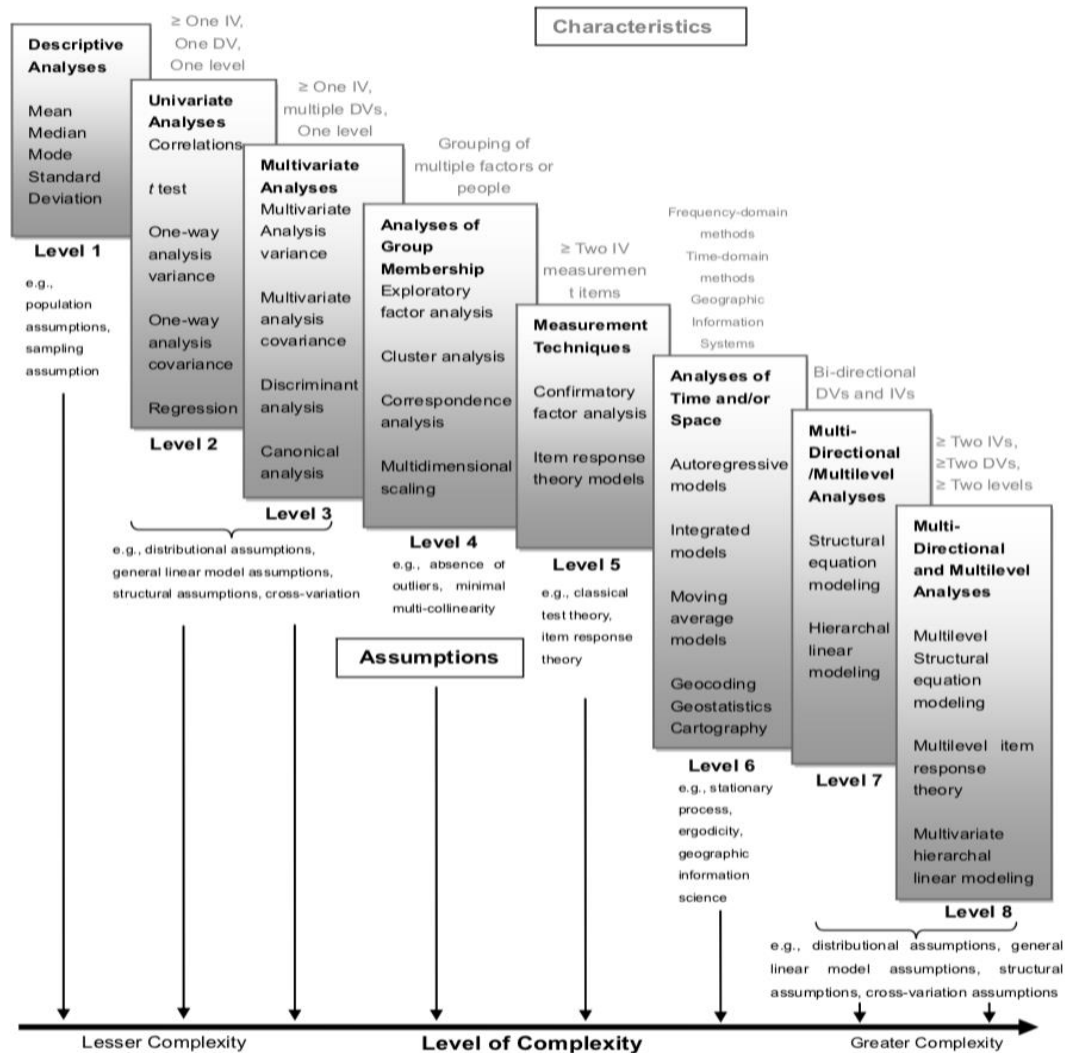 Characteristics
≥ One IV,
One DV,
One level
Descriptive
Analyses
Mean
Median
Mode
Standard
Deviation
Level 1
e.g.,
population
assumptions,
sampling
assumption
≥ One IV,
multiple DVs,
One level
Univariate
Analyses
Correlations
t test
One-way
analysis
variance
One-way
analysis
covariance
Regression
Level 2
Grouping of
multiple factors or
people
Multivariate
Analyses
Multivariate
Analysis
variance
Multivariate
analysis
covariance
Discriminant
analysis
Canonical
analysis
Level 3
e.g., distributional assumptions,
general linear model assumptions,
structural assumptions, cross-variation
Analyses of
Group
Membership
Exploratory
factor analysis
Cluster analysis
Correspondence
analysis
Multidimensional
scaling
Level 4
e.g., absence of
outliers, minimal
multi-collinearity
≥ Two IV
measuremen
t items
Measurement
Techniques
Confirmatory
factor analysis
Item response
theory models
Level 5
e.g., classical
test theory,
item response
theory
Assumptions
Frequency-domain
methods
Time-domain
methods
Geographic
Information
Systems
Analyses of
Time and/or
Space
Autoregressive
models
Integrated
models
Moving
average
models
Geocoding
Geostatistics
Cartography
Level 6
e.g., stationary
process,
ergodicity,
geographic
information
science
Bi-directional
DVs and IVs
Multi-
Directional
/Multilevel
Analyses
Structural
equation
modeling
Hierarchal
linear
modeling
Level 7
≥ Two IVs,
≥Two DVs,
≥ Two levels
Multi-
Directional
and Multilevel
Analyses
Multilevel
Structural
equation
modeling
Multilevel item
response
theory
Multivariate
hierarchal
linear modeling
Level 8
e.g., distributional assumptions, general
linear model assumptions, structural
assumptions, cross-variation assumptions
Lesser Complexity
Level of Complexity
Greater Complexity